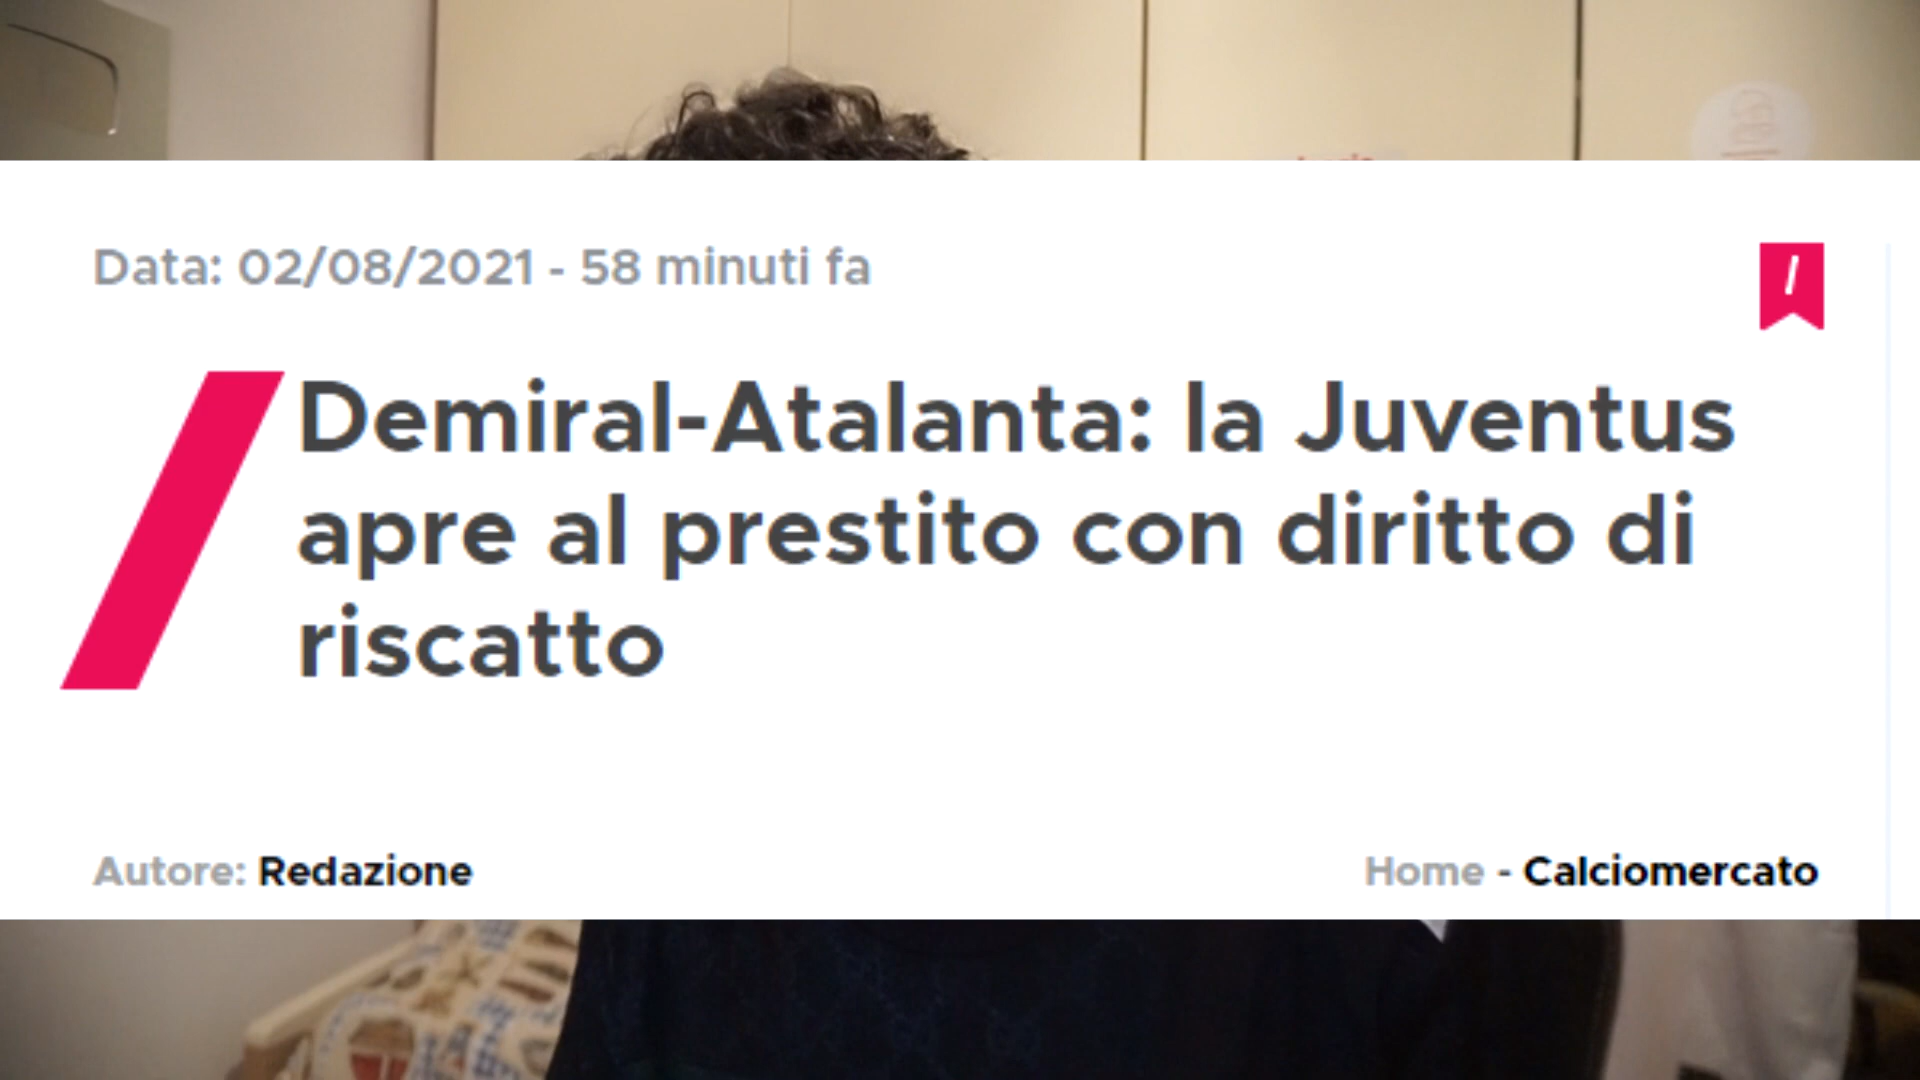 Data: 02/08/2021 - 58 minuti fa
Demiral-Atalanta: la Juventus
apre al prestito con diritto di
riscatto
Autore: Redazione
Home - Calciomercato